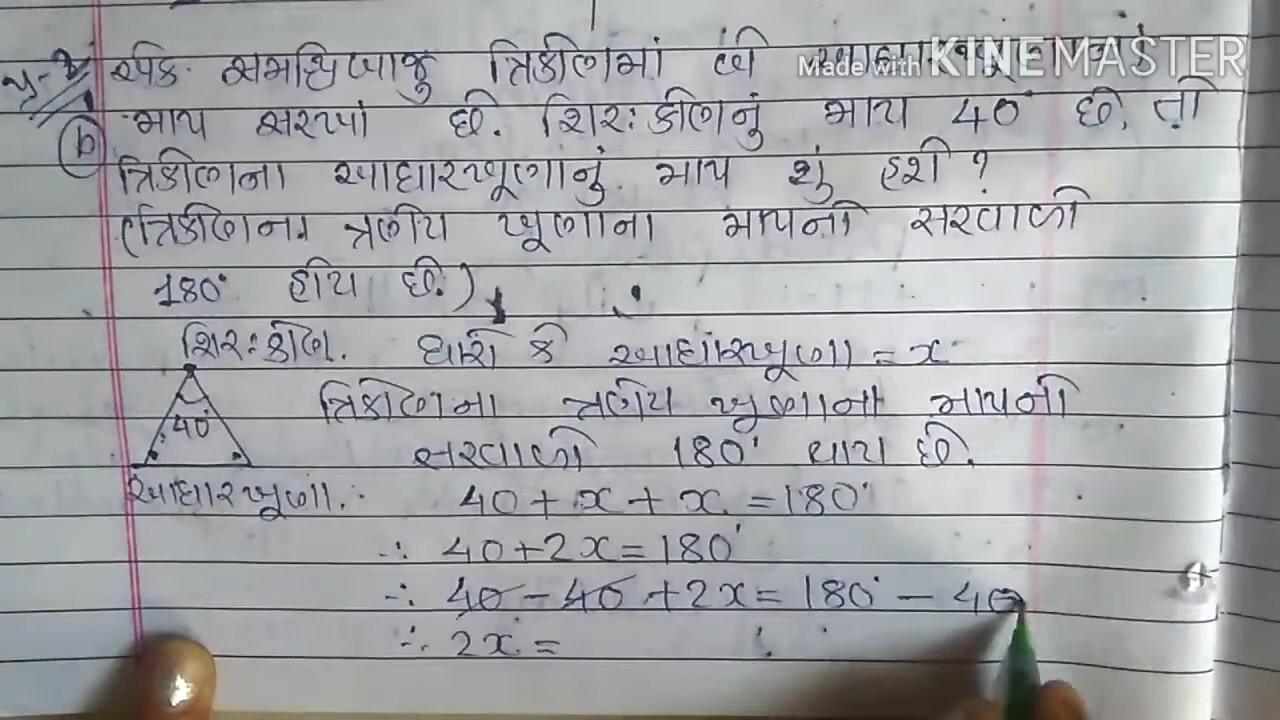 Made with KINEMASTER
એક સમદ્વિબાજુ ત્રિકોણમાં બે
(b) માપ સરખાં છે. શિરઃકોણનું માપ 40° છે, તો
ત્રિકોણના આધારખૂણાનું માપ શું હશે ?
(ત્રિકોણના ત્રણેય ખૂણાના માપનો સરવાળો
180° હોય છે.)
શિરઃકોણ. ધારો કે આધારખૂણા = x
ત્રિકોણના ત્રણેય ખૂણાના માપનો
40°
સરવાળો 180° થાય છે.
આધારખૂણા. ∴ 40 + x + x = 180°
∴ 40 + 2x = 180°
∴ 40 - 40 + 2x = 180° - 40
∴ 2x =